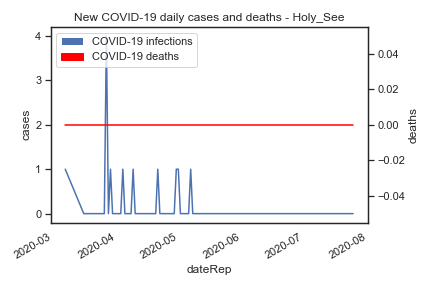 New COVID-19 daily cases and deaths - Holy_See
COVID-19 infections
COVID-19 deaths
cases
4
3
2
1
0
deaths
0.04
0.02
0.00
−0.02
−0.04
2020-03
2020-04
2020-05
2020-06
2020-07
2020-08
dateRep